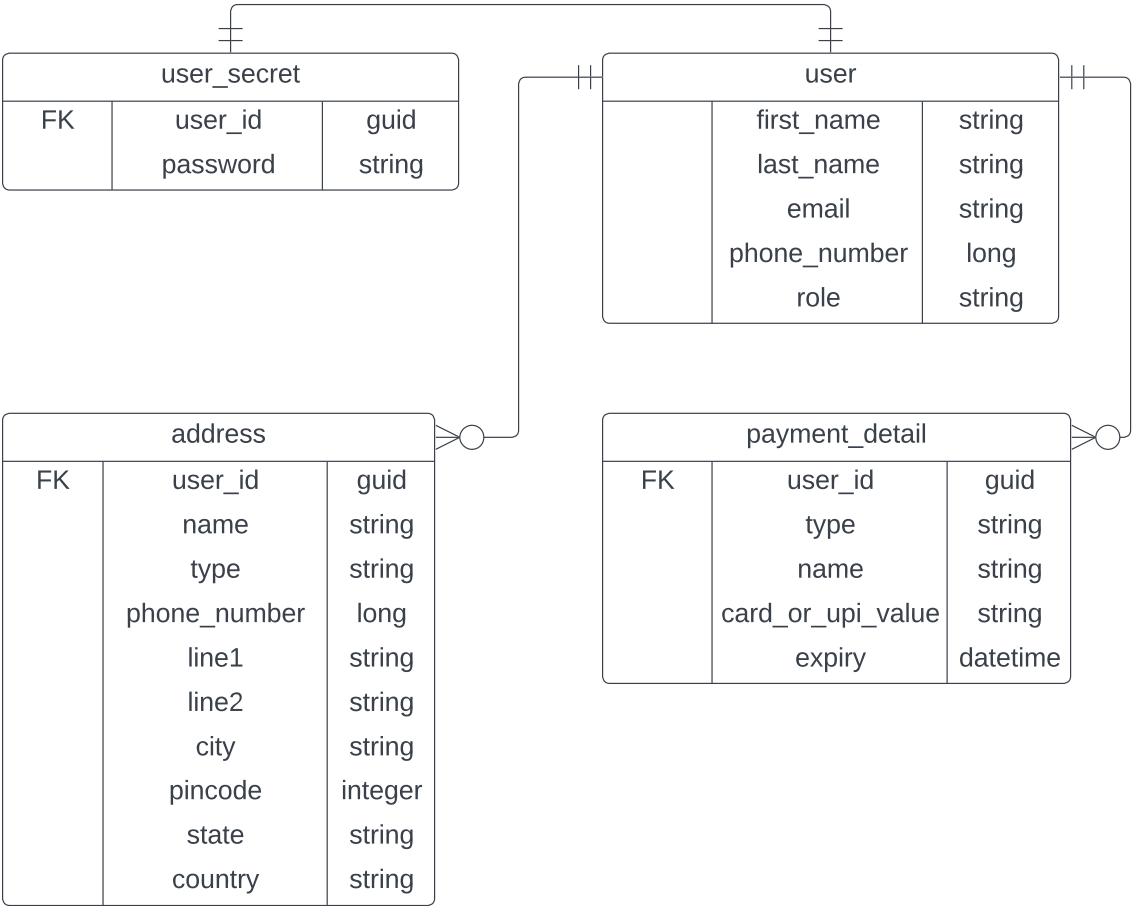 user_secret
FK user_id guid
password string
user
first_name string
last_name string
email string
phone_number long
role string
address
FK user_id guid
name string
type string
phone_number long
line1 string
line2 string
city string
pincode integer
state string
country string
payment_detail
FK user_id guid
type string
name string
card_or_upi_value string
expiry datetime